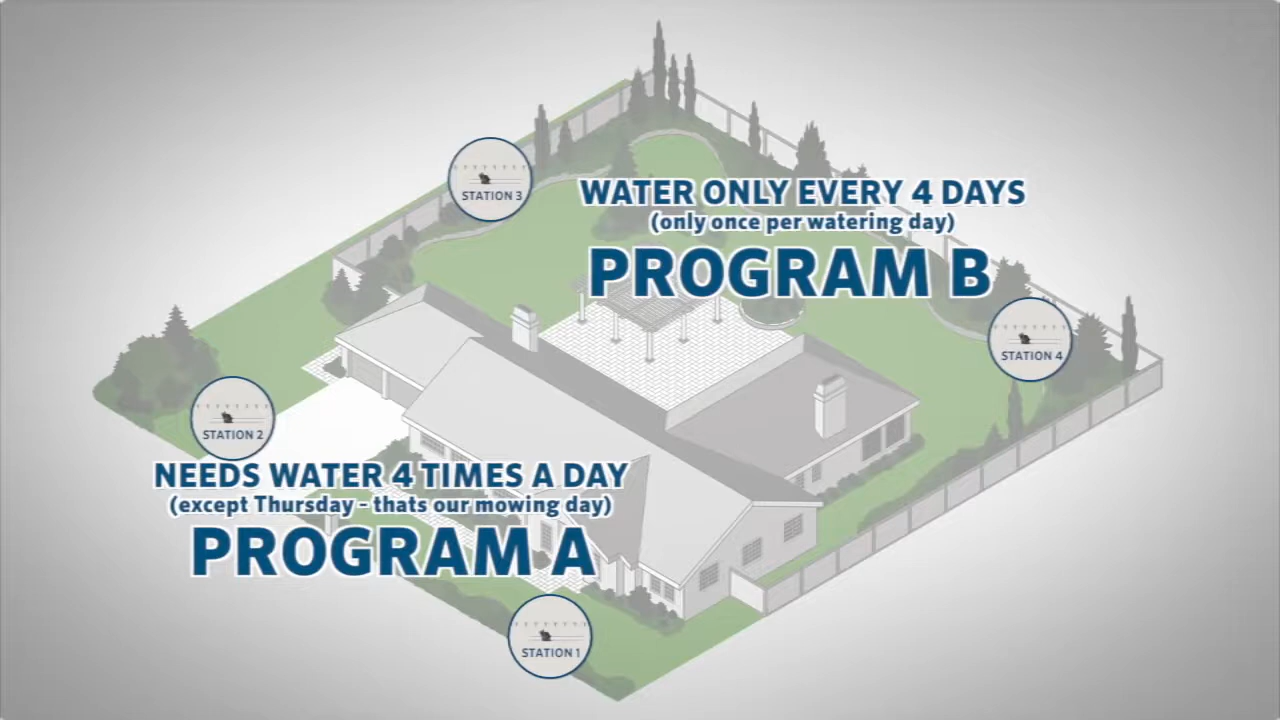 STATION 3
WATER ONLY EVERY 4 DAYS
(only once per watering day)
PROGRAM B
STATION 4
STATION 2
NEEDS WATER 4 TIMES A DAY
(except Thursday - thats our mowing day)
PROGRAM A
STATION 1